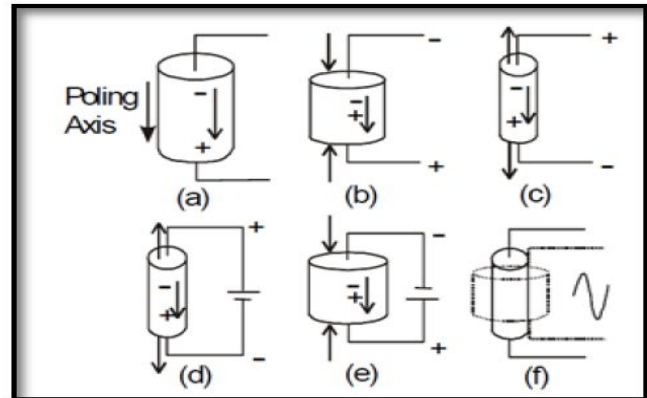 Poling
Axis
-
+
(a)
-
-
+
+
(b)
+
-
+
-
(c)
+
-
+
-
(d)
-
-
+
+
(e)
(f)